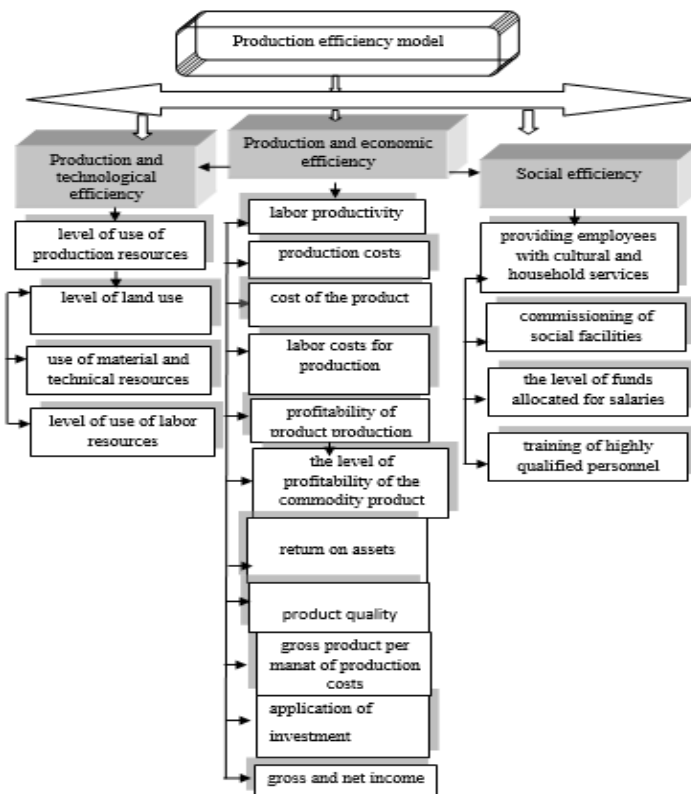 Production efficiency model
Production and
technological
efficiency
Production and economic
efficiency
Social efficiency
level of use of
production resources
level of land use
use of material and
technical resources
level of use of labor
resources
labor productivity
production costs
cost of the product
labor costs for
production
profitability of
product production
the level of
profitability of the
commodity product
return on assets
product quality
gross product per
manat of production
costs
application of
investment
gross and net income
providing employees
with cultural and
household services
commissioning of
social facilities
the level of funds
allocated for salaries
training of highly
qualified personnel